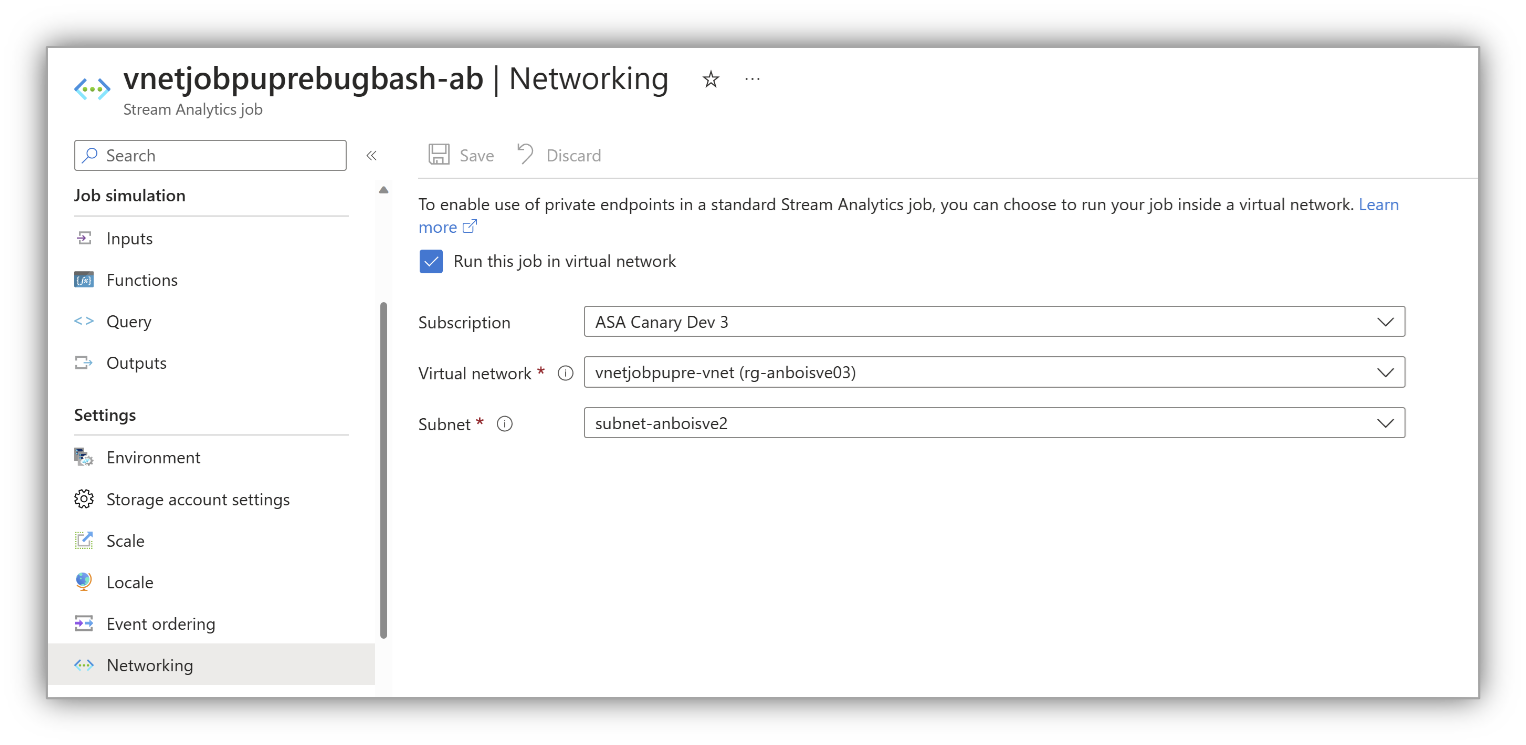 vnetjobpuprebugbash-ab | Networking
Stream Analytics job
Search
Job simulation
Inputs
Functions
Query
Outputs
Settings
Environment
Storage account settings
Scale
Locale
Event ordering
Networking
Save
Discard
To enable use of private endpoints in a standard Stream Analytics job, you can choose to run your job inside a virtual network. Learn
more
Run this job in virtual network
Subscription
ASA Canary Dev 3
Virtual network *
vnetjobpupre-vnet (rg-anboisve03)
Subnet *
subnet-anboisve2